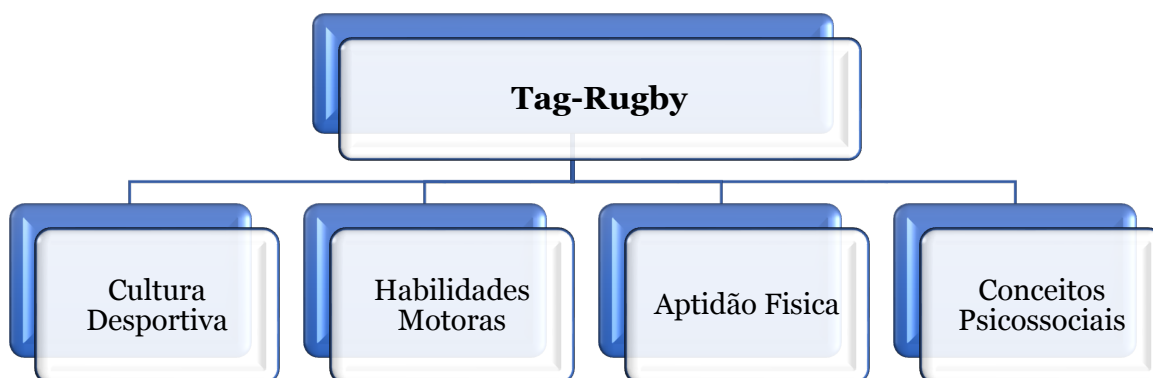 Tag-Rugby
Cultura
Desportiva
Habilidades
Motoras
Aptidão Fisica
Conceitos
Psicossociais